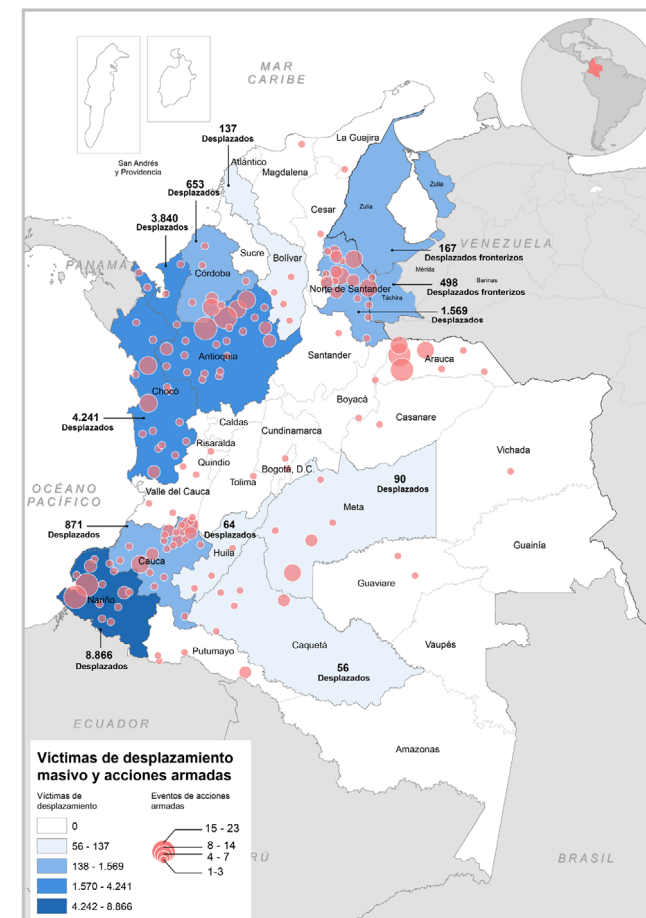 MAR
CARIBE
137
Desplazados
La Guajira
Atlántico
San Andrés
y Providencia
Magdalena
653
Desplazados
Zulia
Zulia
3.840
Desplazados
Cesar
PANAMÁ
Sucre
VENEZUELA
167
Desplazados fronterizos
Córdoba
Bolívar
Mérida
Barinas
498
Desplazados fronterizos
Norte de Santander
Táchira
1.569
Desplazados
Antioquia
Santander
Arauca
Chocó
Boyacá
4.241
Desplazados
Casanare
Caldas
Cundinamarca
Risaralda
Vichada
Quindio
Bogotá, D.C.
Tolima
90
Desplazados
OCÉANO
PACÍFICO
Valle del Cauca
Meta
871
Desplazados
64
Desplazados
Guainía
Huila
Cauca
Guaviare
Nariño
Vaupés
8.866
Desplazados
Putumayo
Caquetá
56
Desplazados
ECUADOR
Amazonas
Víctimas de desplazamiento
masivo y acciones armadas
Víctimas de
desplazamiento
Eventos de acciones
armadas
0
56 - 137
138 - 1.569
1.570 - 4.241
4.242 - 8.866
15 - 23
8 - 14
4 - 7
1-3
RÚ
BRASIL